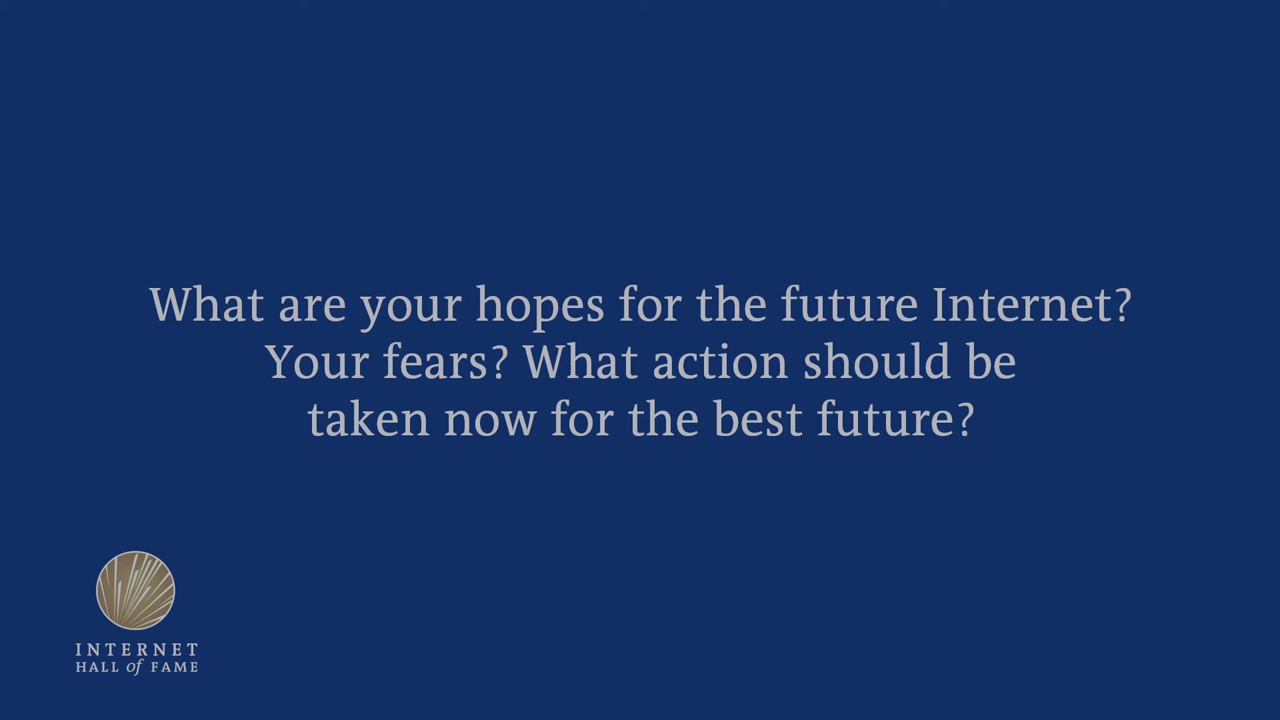 What are your hopes for the future Internet?
Your fears? What action should be
taken now for the best future?
INTERNET
HALL of FAME